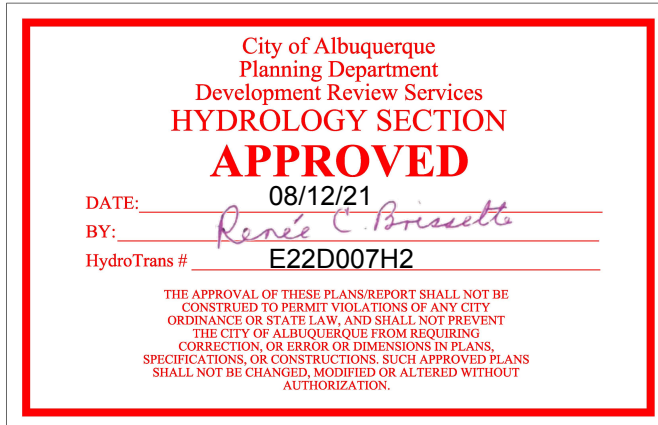 City of Albuquerque
Planning Department
Development Review Services
HYDROLOGY SECTION
APPROVED
DATE: 08/12/21
BY: Renée C. Brissette
HydroTrans # E22D007H2
THE APPROVAL OF THESE PLANS/REPORT SHALL NOT BE
CONSTRUED TO PERMIT VIOLATIONS OF ANY CITY
ORDINANCE OR STATE LAW, AND SHALL NOT PREVENT
THE CITY OF ALBUQUERQUE FROM REQUIRING
CORRECTION, OR ERROR OR DIMENSIONS IN PLANS,
SPECIFICATIONS, OR CONSTRUCTIONS. SUCH APPROVED PLANS
SHALL NOT BE CHANGED, MODIFIED OR ALTERED WITHOUT
AUTHORIZATION.